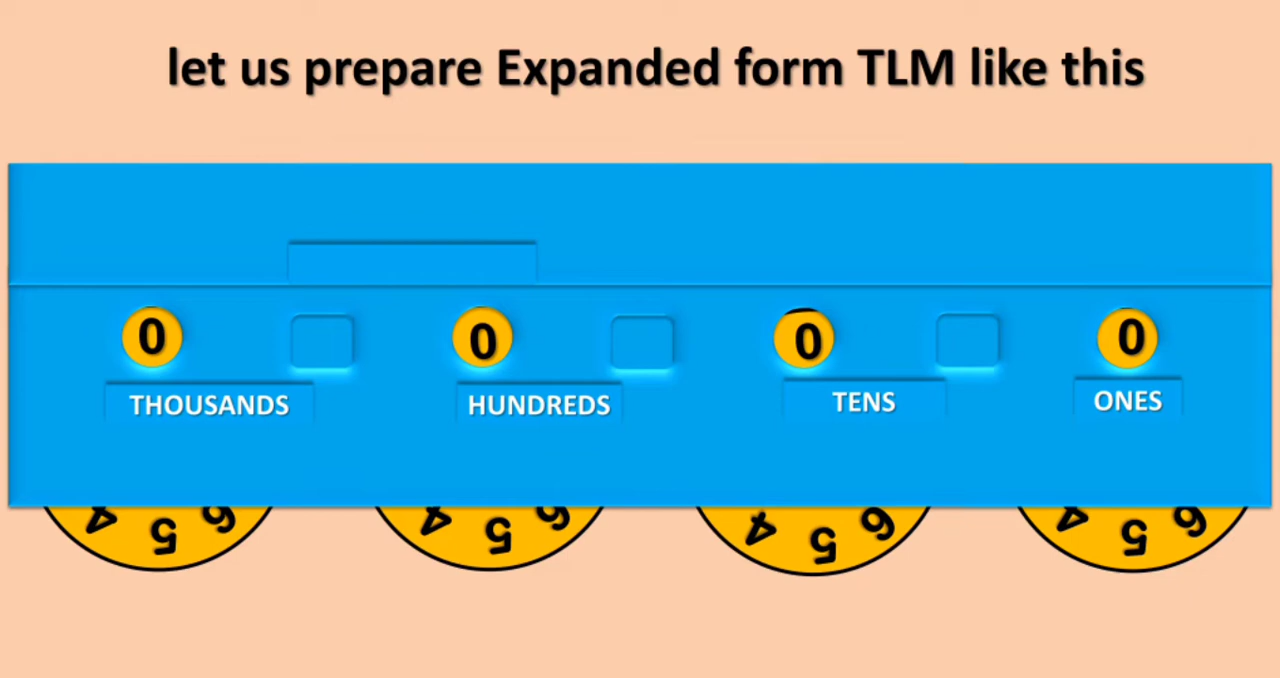 let us prepare Expanded form TLM like this
0 0 0 0
THOUSANDS HUNDREDS TENS ONES
4 5 6 4 5 6 4 5 6 4 5 6